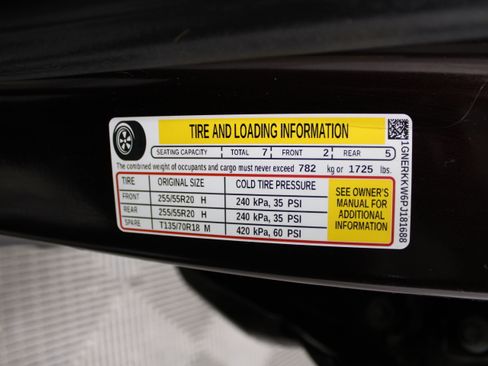 TIRE AND LOADING INFORMATION
SEATING CAPACITY TOTAL 7 FRONT 2 REAR 5
The combined weight of occupants and cargo must never exceed 782 kg or 1725 lbs.
TIRE ORIGINAL SIZE COLD TIRE PRESSURE
FRONT 255/55R20 H 240 kPa, 35 PSI
REAR 255/55R20 H 240 kPa, 35 PSI
SPARE T135/70R18 M 420 kPa, 60 PSI
SEE OWNER'S
MANUAL FOR
ADDITIONAL
INFORMATION
1GNERKKW6PJ181688